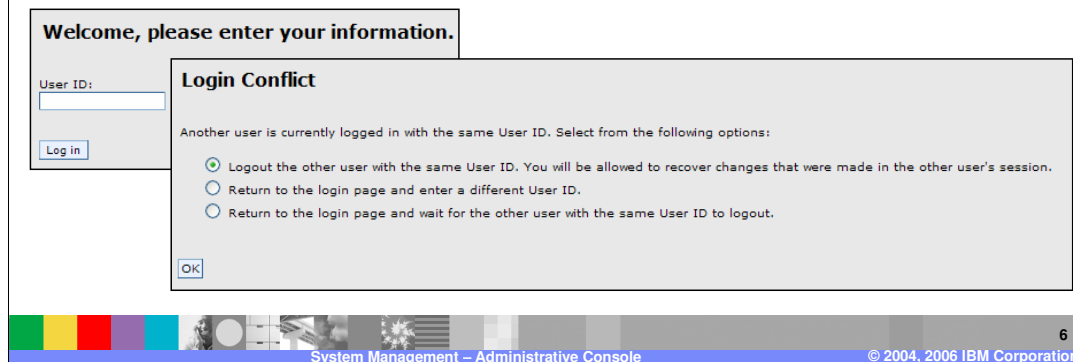 Welcome, please enter your information.
User ID:
Log in
Login Conflict
Another user is currently logged in with the same User ID. Select from the following options:
Logout the other user with the same User ID. You will be allowed to recover changes that were made in the other user's session.
Return to the login page and enter a different User ID.
Return to the login page and wait for the other user with the same User ID to logout.
OK
6
System Management – Administrative Console
© 2004, 2006 IBM Corporation